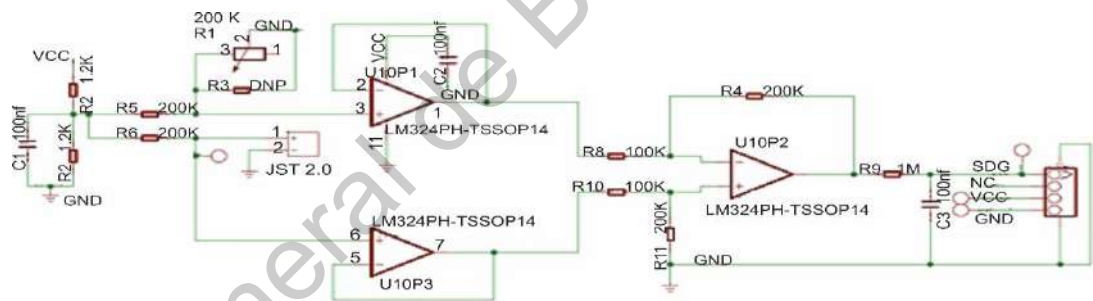 200 K
R1
GND
3
2
1
R3
DNP
VCC
R2 1.2K
C1 100nf
R2 1.2K
GND
R5 200K
R6 200K
1
2
JST 2.0
U10P1
VCC
C2 100nf
GND
2
3
1
11
LM324PH-TSSOP14
LM324PH-TSSOP14
6
5
7
U10P3
R4 200K
R8 100K
R10 100K
U10P2
LM324PH-TSSOP14
R11 200K
GND
R9 1M
C3 100nf
SDG
NC
VCC
GND
neral de B